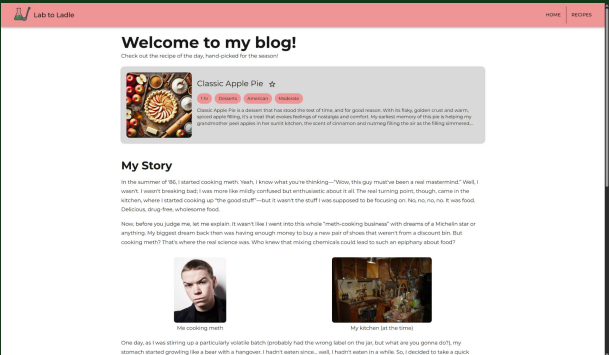 Lab to Ladle
HOME
RECIPES
Welcome to my blog!
Check out the recipe of the day, hand-picked for the season!
Classic Apple Pie
1 hr
Desserts
American
Moderate
Classic Apple Pie is a dessert that has stood the test of time, and for good reason. With its flaky, golden crust and warm,
spiced apple filling, it's a treat that evokes feelings of nostalgia and comfort. My earliest memory of this pie is helping my
grandmother peel apples in her sunlit kitchen, the scent of cinnamon and nutmeg filling the air as the filling simmered...
My Story
In the summer of '86, I started cooking meth. Yeah, I know what you're thinking—"Wow, this guy must've been a real mastermind." Well, I
wasn't. I wasn't breaking bad; I was more like mildly confused but enthusiastic about it all. The real turning point, though, came in the
kitchen, where I started cooking up "the good stuff"—but it wasn't the stuff I was supposed to be focusing on. No, no, no, no. It was food.
Delicious, drug-free, wholesome food.
Now, before you judge me, let me explain. It wasn't like I went into this whole "meth-cooking business" with dreams of a Michelin star or
anything. My biggest dream back then was having enough money to buy a new pair of shoes that weren't from a discount bin. But
cooking meth? That's where the real science was. Who knew that mixing chemicals could lead to such an epiphany about food?
Me cooking meth
My kitchen (at the time)
One day, as I was stirring up a particularly volatile batch (probably had the wrong label on the jar, but what are you gonna do?), my
stomach started growling like a bear with a hangover. I hadn't eaten since... well, I hadn't eaten in a while. So, I decided to take a quick